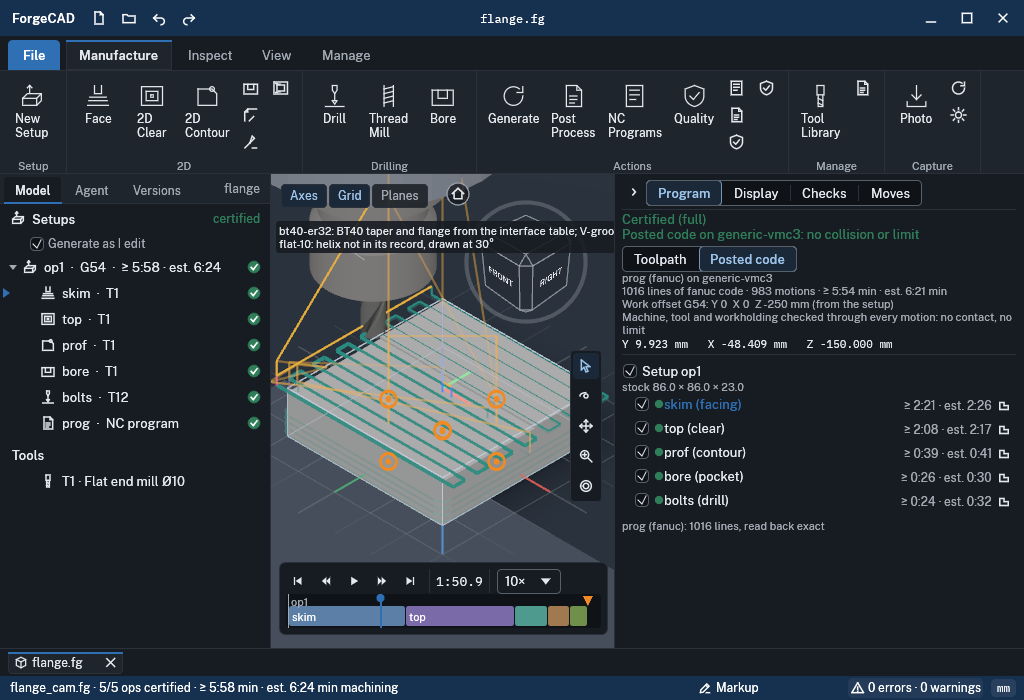 ForgeCAD
flange.fg
File
Manufacture
Inspect
View
Manage
New Setup
Face
2D Clear
2D Contour
Drill
Thread Mill
Bore
Generate
Post Process
NC Programs
Quality
Tool Library
Photo
Setup
2D
Drilling
Actions
Manage
Capture
Model
Agent
Versions
flange
Setups
certified
Generate as I edit
op1 · G54 · ≥ 5:58 · est. 6:24
skim · T1
top · T1
prof · T1
bore · T1
bolts · T12
prog · NC program
Tools
T1 · Flat end mill Ø10
Axes
Grid
Planes
bt40-er32: BT40 taper and flange from the interface table; V-groo
flat-10: helix not in its record, drawn at 30°
FRONT
RIGHT
1:50.9
10×
op1
skim
top
Program
Display
Checks
Moves
Certified (full)
Posted code on generic-vmc3: no collision or limit
Toolpath
Posted code
prog (fanuc) on generic-vmc3
1016 lines of fanuc code · 983 motions · ≥ 5:54 min · est. 6:21 min
Work offset G54: Y 0 X 0 Z -250 mm (from the setup)
Machine, tool and workholding checked through every motion: no contact, no
limit
Y 9.923 mm X -48.409 mm Z -150.000 mm
Setup op1
stock 86.0 × 86.0 × 23.0
skim (facing) ≥ 2:21 · est. 2:26
top (clear) ≥ 2:08 · est. 2:17
prof (contour) ≥ 0:39 · est. 0:41
bore (pocket) ≥ 0:26 · est. 0:30
bolts (drill) ≥ 0:24 · est. 0:32
prog (fanuc): 1016 lines, read back exact
flange.fg
flange_cam.fg · 5/5 ops certified · ≥ 5:58 min · est. 6:24 min machining
Markup
0 errors · 0 warnings
mm